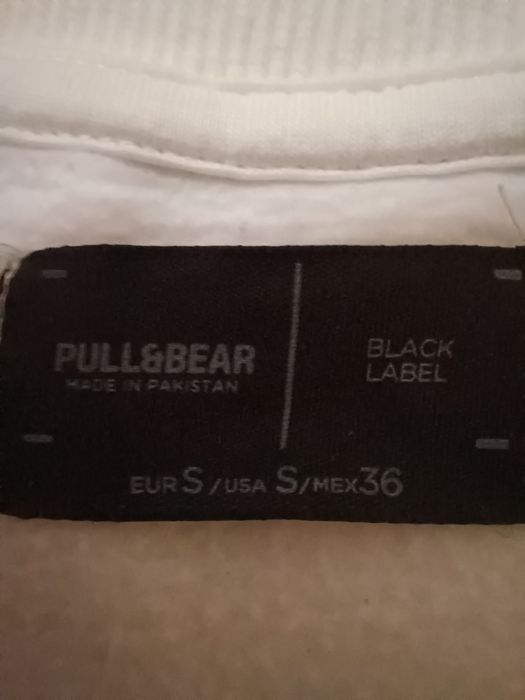 PULL&BEAR
MADE IN PAKISTAN
BLACK
LABEL
EUR S / USA S/MEX 36